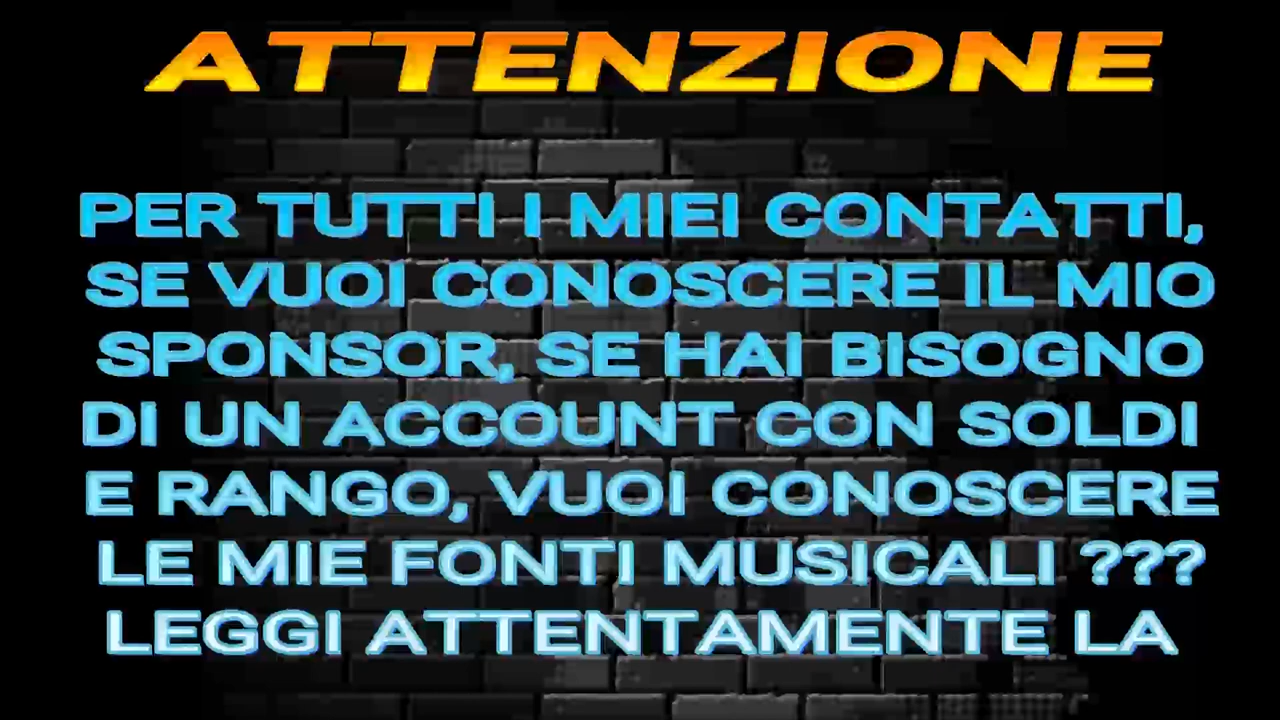 ATTENZIONE
PER TUTTI I MIEI CONTATTI,
SE VUOI CONOSCERE IL MIO
SPONSOR, SE HAI BISOGNO
DI UN ACCOUNT CON SOLDI
E RANGO, VUOI CONOSCERE
LE MIE FONTI MUSICALI ???
LEGGI ATTENTAMENTE LA